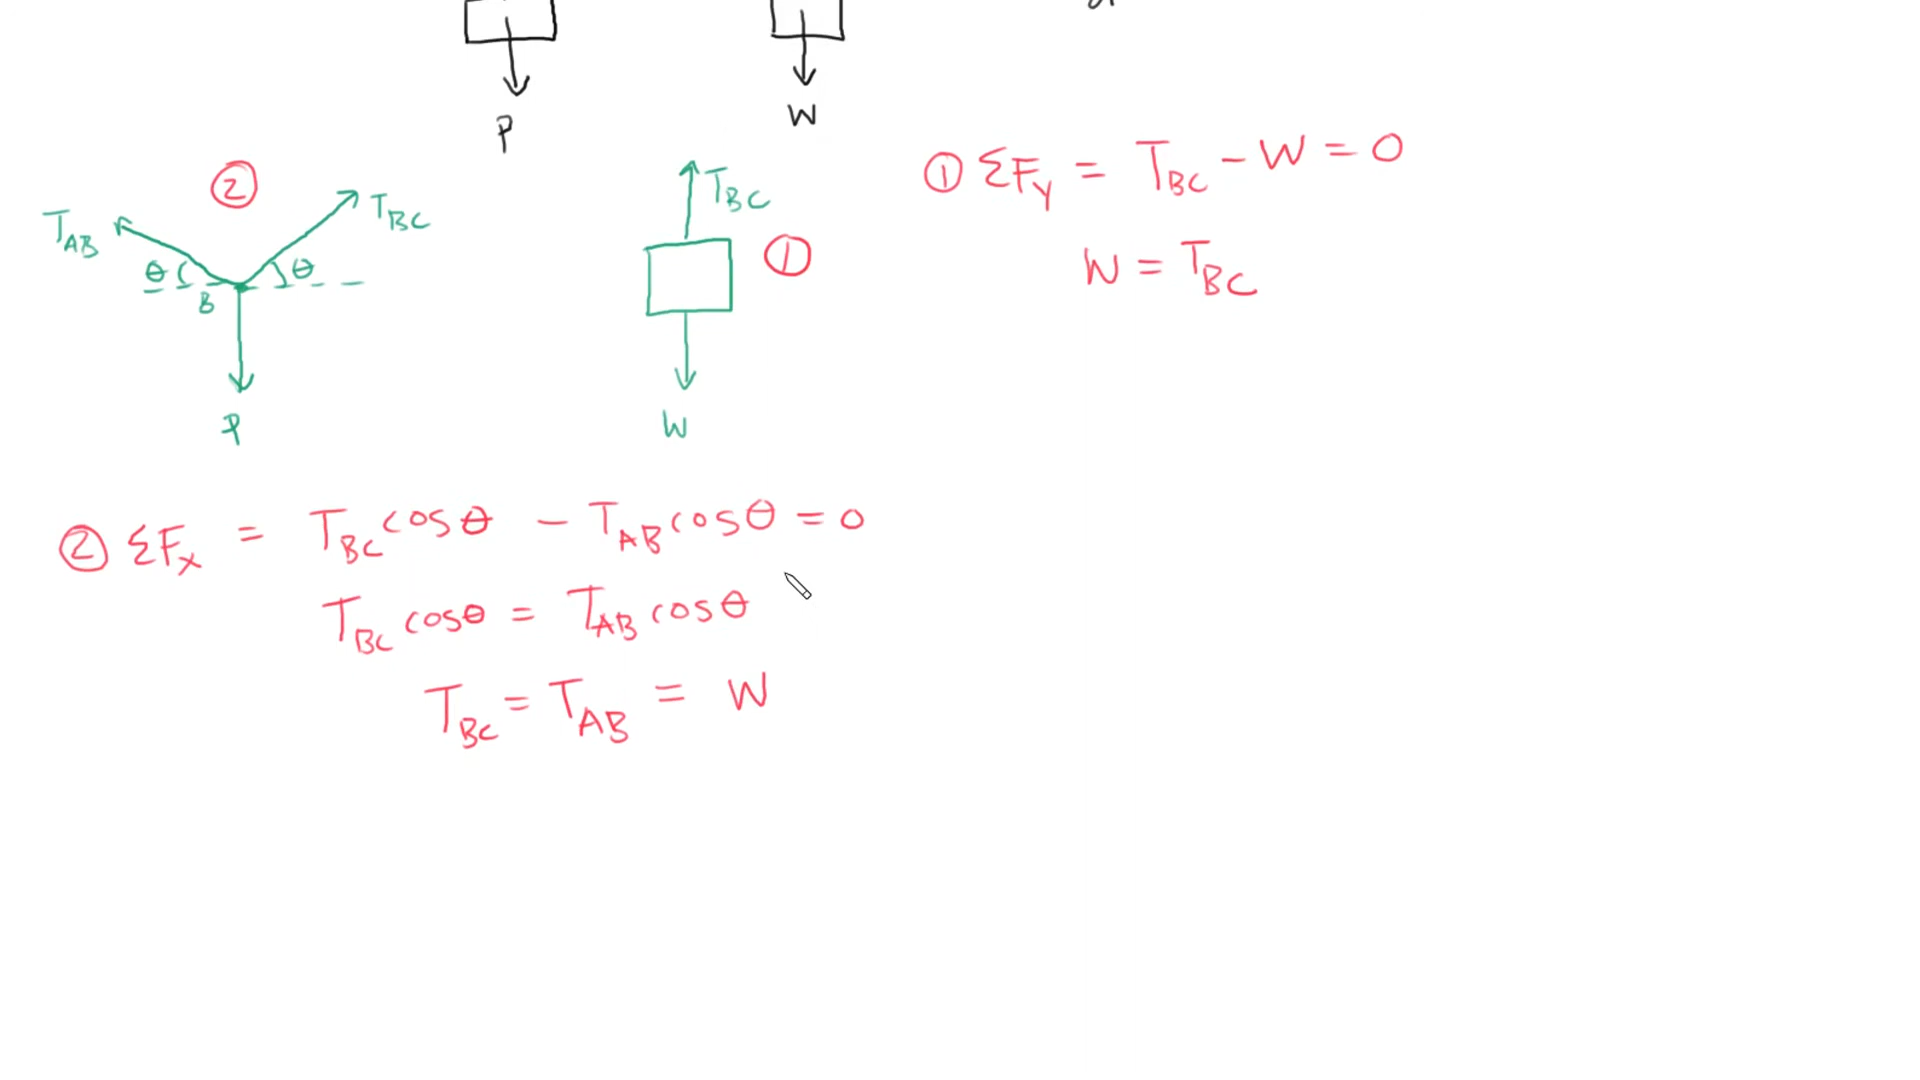 P
W
① ΣF_y = T_BC - W = 0
W = T_BC
②
T_AB
T_BC
θ
θ
B
P
T_BC
①
W
② ΣF_x = T_BC cosθ - T_AB cosθ = 0
T_BC cosθ = T_AB cosθ
T_BC = T_AB = W